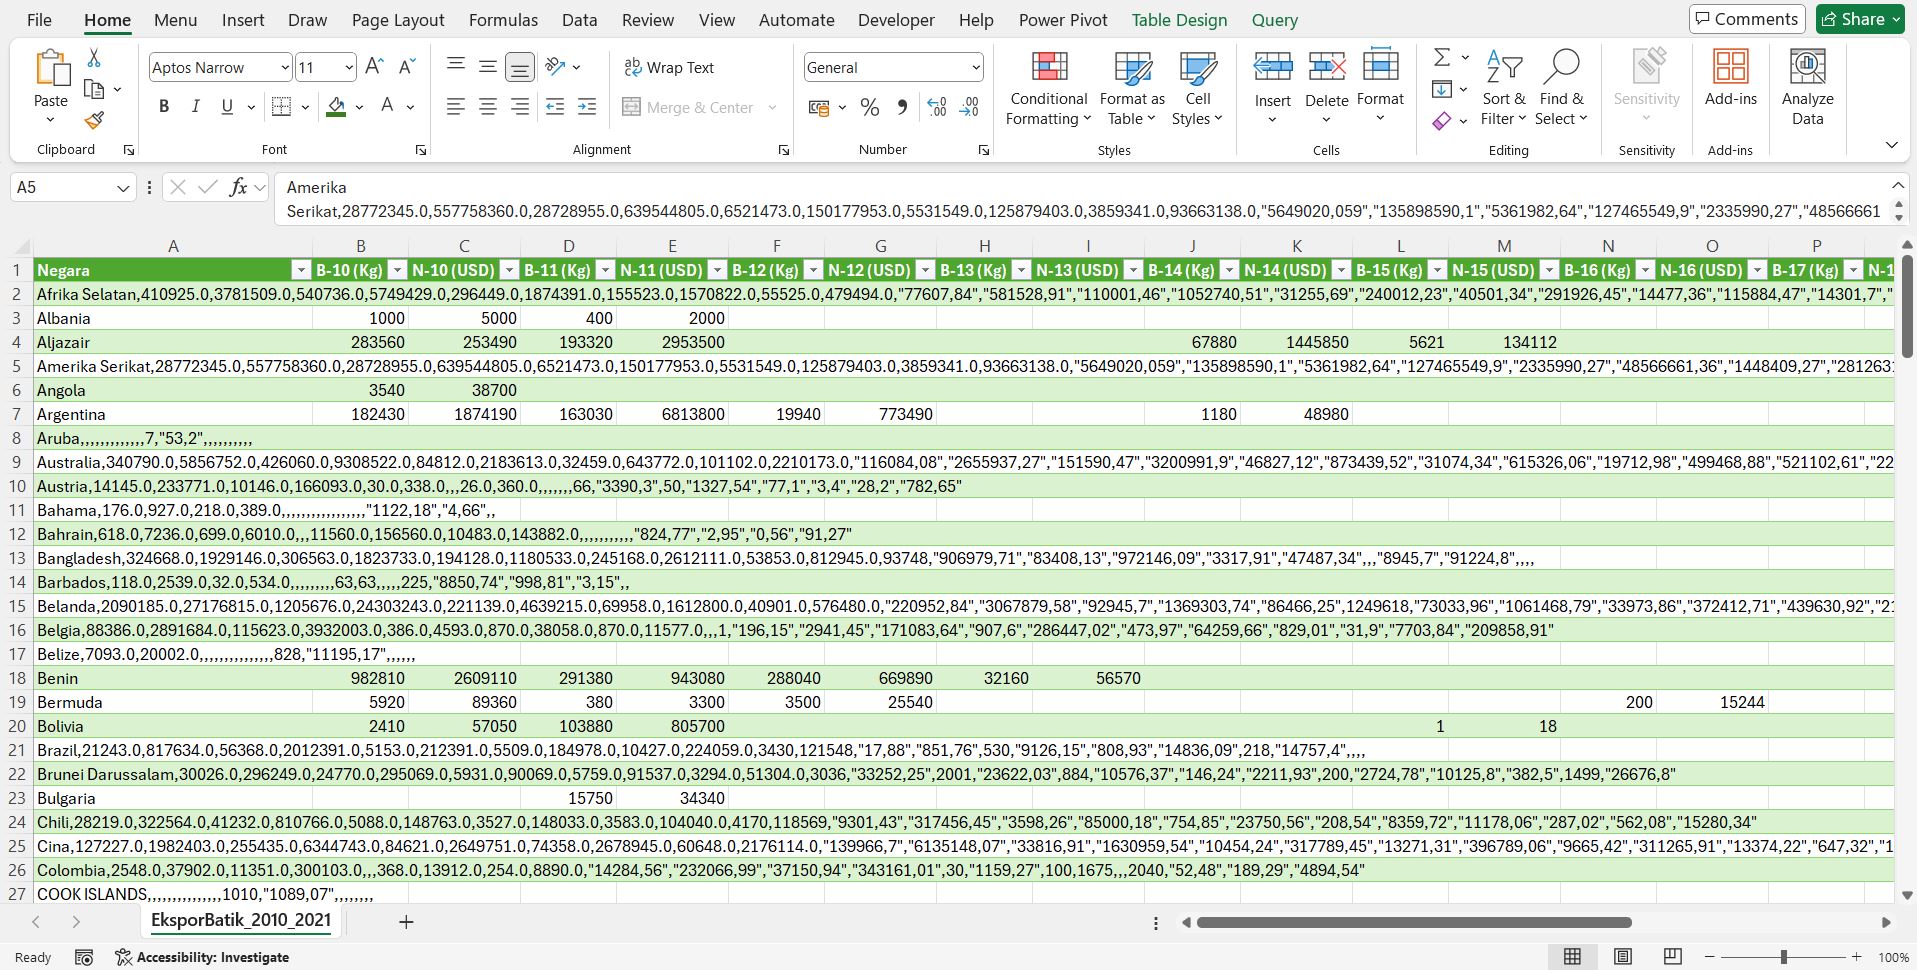 File Home Menu Insert Draw Page Layout Formulas Data Review View Automate Developer Help Power Pivot Table Design Query Comments Share
Aptos Narrow 11 A A Wrap Text General
Paste B I U A Merge & Center % Conditional Formatting Format as Table Cell Styles Insert Delete Format Sort & Filter Find & Select Sensitivity Add-ins Analyze Data
Clipboard Font Alignment Number Styles Cells Editing Sensitivity Add-ins
A5 fx Amerika
Serikat,28772345.0,557758360.0,28728955.0,639544805.0,6521473.0,150177953.0,5531549.0,125879403.0,3859341.0,93663138.0,"5649020,059","135898590,1","5361982,64","127465549,9","2335990,27","48566661
A B C D E F G H I J K L M N O P
1 Negara B-10 (Kg) N-10 (USD) B-11 (Kg) N-11 (USD) B-12 (Kg) N-12 (USD) B-13 (Kg) N-13 (USD) B-14 (Kg) N-14 (USD) B-15 (Kg) N-15 (USD) B-16 (Kg) N-16 (USD) B-17 (Kg) N-1
2 Afrika Selatan,410925.0,3781509.0,540736.0,5749429.0,296449.0,1874391.0,155523.0,1570822.0,55525.0,479494.0,"77607,84","581528,91","110001,46","1052740,51","31255,69","240012,23","40501,34","291926,45","14477,36","115884,47","14301,7","
3 Albania 1000 5000 400 2000
4 Aljazair 283560 253490 193320 2953500 67880 1445850 5621 134112
5 Amerika Serikat,28772345.0,557758360.0,28728955.0,639544805.0,6521473.0,150177953.0,5531549.0,125879403.0,3859341.0,93663138.0,"5649020,059","135898590,1","5361982,64","127465549,9","2335990,27","48566661,36","1448409,27","2812631
6 Angola 3540 38700
7 Argentina 182430 1874190 163030 6813800 19940 773490 1180 48980
8 Aruba,,,,,,,,,,,,,7,"53,2",,,,,,,,,,
9 Australia,340790.0,5856752.0,426060.0,9308522.0,84812.0,2183613.0,32459.0,643772.0,101102.0,2210173.0,"116084,08","2655937,27","151590,47","3200991,9","46827,12","873439,52","31074,34","615326,06","19712,98","499468,88","521102,61","22
10 Austria,14145.0,233771.0,10146.0,166093.0,30.0,338.0,,,26.0,360.0,,,,,,,66,"3390,3",50,"1327,54","77,1","3,4","28,2","782,65"
11 Bahama,176.0,927.0,218.0,389.0,,,,,,,,,,,,,,,,,"1122,18","4,66",,
12 Bahrain,618.0,7236.0,699.0,6010.0,,,11560.0,156560.0,10483.0,143882.0,,,,,,,,,,,"824,77","2,95","0,56","91,27"
13 Bangladesh,324668.0,1929146.0,306563.0,1823733.0,194128.0,1180533.0,245168.0,2612111.0,53853.0,812945.0,93748,"906979,71","83408,13","972146,09","3317,91","47487,34",,,"8945,7","91224,8",,,,
14 Barbados,118.0,2539.0,32.0,534.0,,,,,,,,,63,63,,,,,225,"8850,74","998,81","3,15",,
15 Belanda,2090185.0,27176815.0,1205676.0,24303243.0,221139.0,4639215.0,69958.0,1612800.0,40901.0,576480.0,"220952,84","3067879,58","92945,7","1369303,74","86466,25",1249618,"73033,96","1061468,79","33973,86","372412,71","439630,92","21
16 Belgia,88386.0,2891684.0,115623.0,3932003.0,386.0,4593.0,870.0,38058.0,870.0,11577.0,,,1,"196,15","2941,45","171083,64","907,6","286447,02","473,97","64259,66","829,01","31,9","7703,84","209858,91"
17 Belize,7093.0,20002.0,,,,,,,,,,,,,,,828,"11195,17",,,,,,
18 Benin 982810 2609110 291380 943080 288040 669890 32160 56570
19 Bermuda 5920 89360 380 3300 3500 25540 200 15244
20 Bolivia 2410 57050 103880 805700 1 18
21 Brazil,21243.0,817634.0,56368.0,2012391.0,5153.0,212391.0,5509.0,184978.0,10427.0,224059.0,3430,121548,"17,88","851,76",530,"9126,15","808,93","14836,09",218,"14757,4",,,,
22 Brunei Darussalam,30026.0,296249.0,24770.0,295069.0,5931.0,90069.0,5759.0,91537.0,3294.0,51304.0,3036,"33252,25",2001,"23622,03",884,"10576,37","146,24","2211,93",200,"2724,78","10125,8","382,5",1499,"26676,8"
23 Bulgaria 15750 34340
24 Chili,28219.0,322564.0,41232.0,810766.0,5088.0,148763.0,3527.0,148033.0,3583.0,104040.0,4170,118569,"9301,43","317456,45","3598,26","85000,18","754,85","23750,56","208,54","8359,72","11178,06","287,02","562,08","15280,34"
25 Cina,127227.0,1982403.0,255435.0,6344743.0,84621.0,2649751.0,74358.0,2678945.0,60648.0,2176114.0,"139966,7","6135148,07","33816,91","1630959,54","10454,24","317789,45","13271,31","396789,06","9665,42","311265,91","13374,22","647,32","1
26 Colombia,2548.0,37902.0,11351.0,300103.0,,,368.0,13912.0,254.0,8890.0,"14284,56","232066,99","37150,94","343161,01",30,"1159,27",100,1675,,,2040,"52,48","189,29","4894,54"
27 COOK ISLANDS,,,,,,,,,,,,,,,1010,"1089,07",,,,,,,,
EksporBatik_2010_2021
Ready Accessibility: Investigate 100%